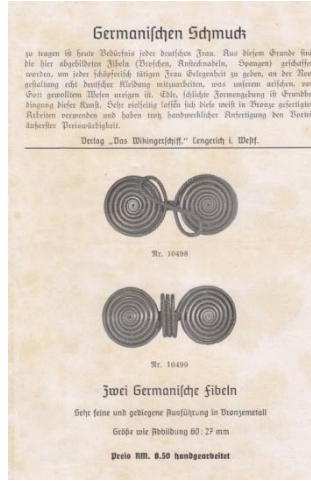 Germanischen Schmuck
zu tragen ist heute Bedürfnis jeder deutschen Frau. Aus diesem Grunde sind
die hier abgebildeten Fibeln (Broschen, Anstecknadeln, Spangen) geschaffen
worden, um jeder schöpferisch tätigen Frau Gelegenheit zu geben, an der Neu-
gestaltung echt deutscher Kleidung mitzuarbeiten, was unserem arischen, von
Gott gewolltem Wesen ureigen ist. Edle, schlichte Formengebung ist Grundbe-
dingung dieser Kunst. Sehr vielseitig lassen sich diese meist in Bronze gefertigten
Arbeiten verwenden und haben trotz handwerklicher Anfertigung den Vorteil
äußerster Preiswürdigkeit.
Verlag „Das Wikingerschiff,“ Lengerich i. Westf.
Nr. 10498
Nr. 10499
Zwei Germanische Fibeln
Sehr feine und gediegene Ausführung in Bronzemetall
Größe wie Abbildung 60 : 27 mm
Preis RM. 8.50 handgearbeitet